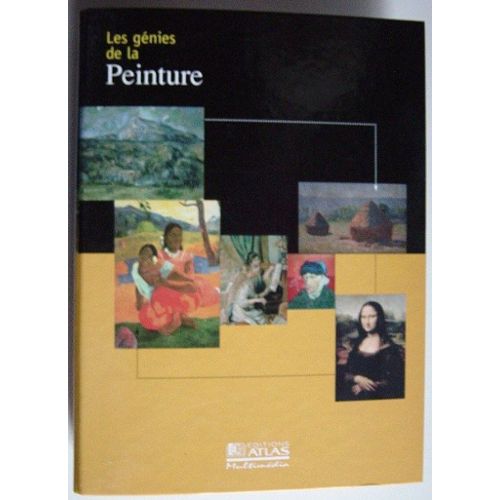 Les génies
de la
Peinture
EDITIONS
ATLAS
Multimédia